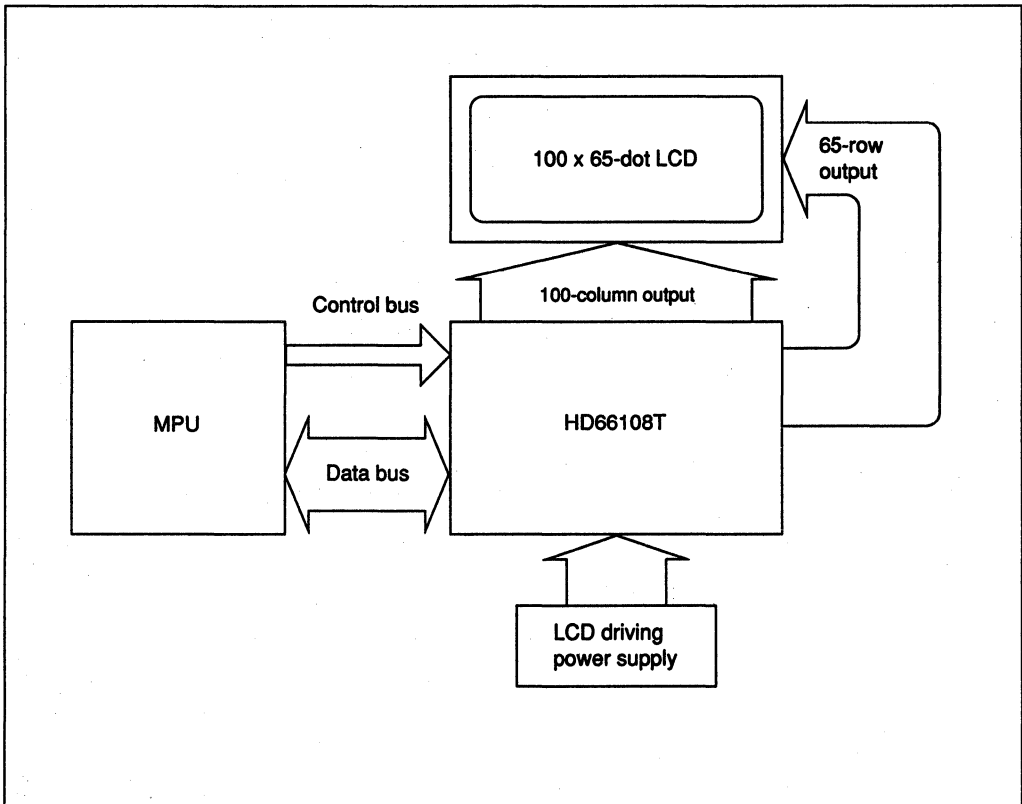 100 x 65-dot LCD
65-row
output
100-column output
Control bus
MPU
HD66108T
Data bus
LCD driving
power supply